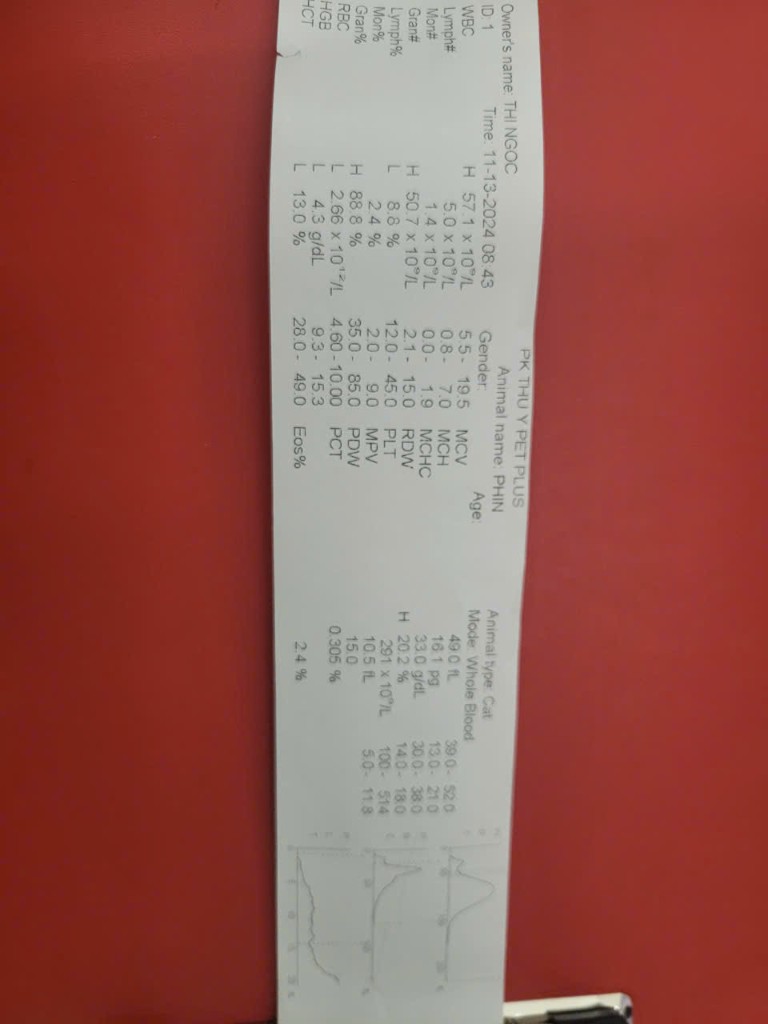 PK THU Y PET PLUS
Owner's name: THI NGOC Animal name: PHIN Animal type: Cat
ID: 1 Time: 11-13-2024 08:43 Gender: Age: Mode: Whole Blood
WBC H 57.1 x 10⁹/L 5.5 - 19.5 MCV 49.0 fL 39.0 - 52.0
Lymph# 5.0 x 10⁹/L 0.8 - 7.0 MCH 16.1 pg 13.0 - 21.0
Mon# 1.4 x 10⁹/L 0.0 - 1.9 MCHC 33.0 g/dL 30.0 - 38.0
Gran# H 50.7 x 10⁹/L 2.1 - 15.0 RDW H 20.2 % 14.0 - 18.0
Lymph% L 8.8 % 12.0 - 45.0 PLT 291 x 10⁹/L 100 - 514
Mon% 2.4 % 2.0 - 9.0 MPV 10.5 fL 5.0 - 11.8
Gran% H 88.8 % 35.0 - 85.0 PDW 15.0
RBC L 2.66 x 10¹²/L 4.60 - 10.00 PCT 0.305 %
HGB L 4.3 g/dL 9.3 - 15.3
HCT L 13.0 % 28.0 - 49.0 Eos% 2.4 %